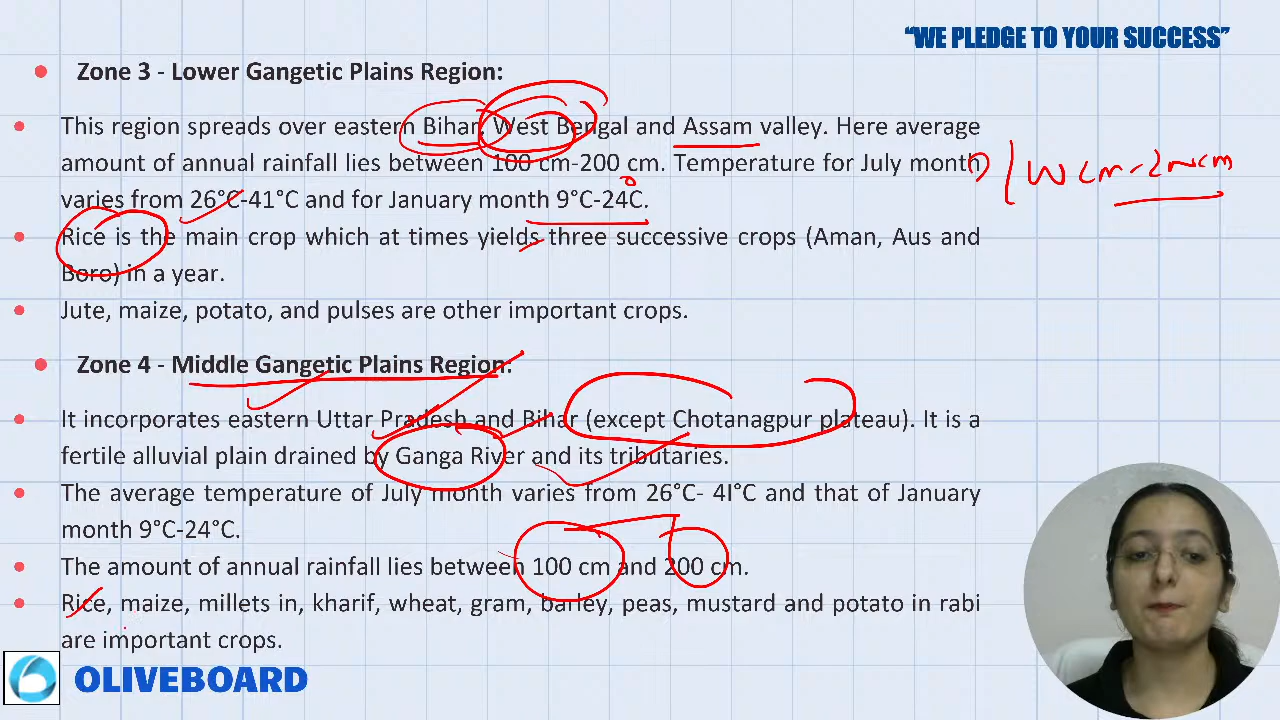 “WE PLEDGE TO YOUR SUCCESS”
Zone 3 - Lower Gangetic Plains Region:
This region spreads over eastern Bihar, West Bengal and Assam valley. Here average
amount of annual rainfall lies between 100 cm-200 cm. Temperature for July month
varies from 26°C-41°C and for January month 9°C-24C.
Rice is the main crop which at times yields three successive crops (Aman, Aus and
Boro) in a year.
Jute, maize, potato, and pulses are other important crops.
Zone 4 - Middle Gangetic Plains Region:
It incorporates eastern Uttar Pradesh and Bihar (except Chotanagpur plateau). It is a
fertile alluvial plain drained by Ganga River and its tributaries.
The average temperature of July month varies from 26°C- 4I°C and that of January
month 9°C-24°C.
The amount of annual rainfall lies between 100 cm and 200 cm.
Rice, maize, millets in, kharif, wheat, gram, barley, peas, mustard and potato in rabi
are important crops.
OLIVEBOARD